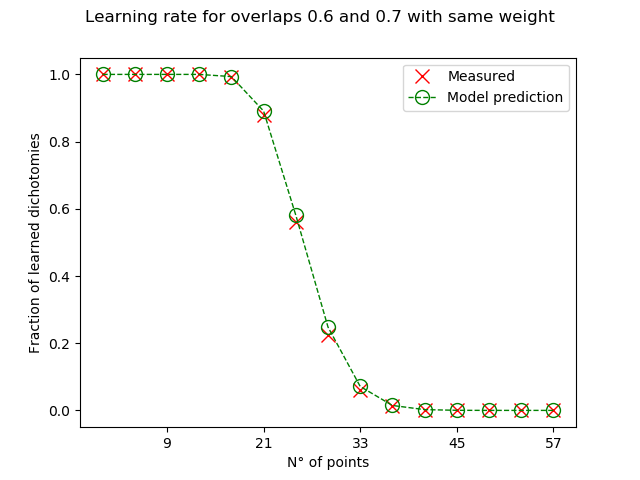 Learning rate for overlaps 0.6 and 0.7 with same weight
Measured
Model prediction
Fraction of learned dichotomies
1.0
0.8
0.6
0.4
0.2
0.0
9 21 33 45 57
N° of points